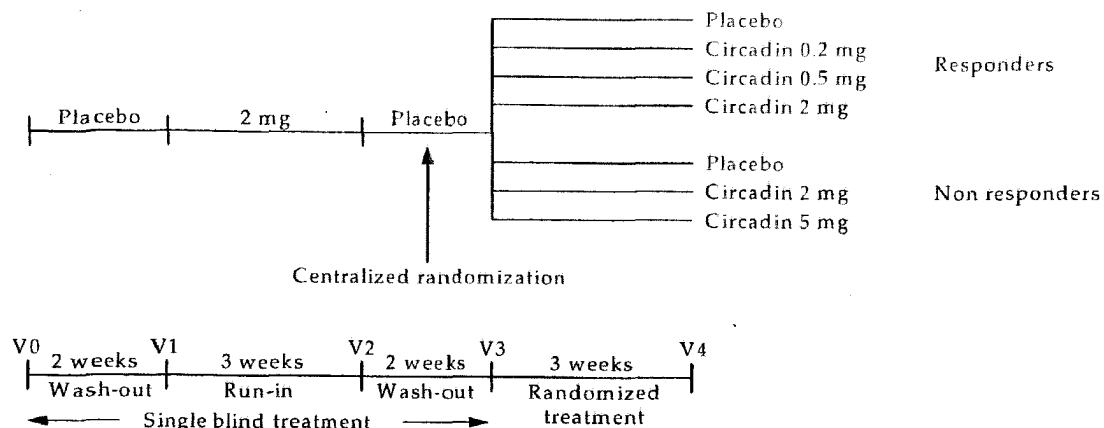 Placebo
Circadin 0.2 mg
Circadin 0.5 mg
Circadin 2 mg
Responders
Placebo 2 mg Placebo
Placebo
Circadin 2 mg
Circadin 5 mg
Non responders
Centralized randomization
V0 V1 V2 V3 V4
2 weeks 3 weeks 2 weeks 3 weeks
Wash-out Run-in Wash-out Randomized
treatment
Single blind treatment